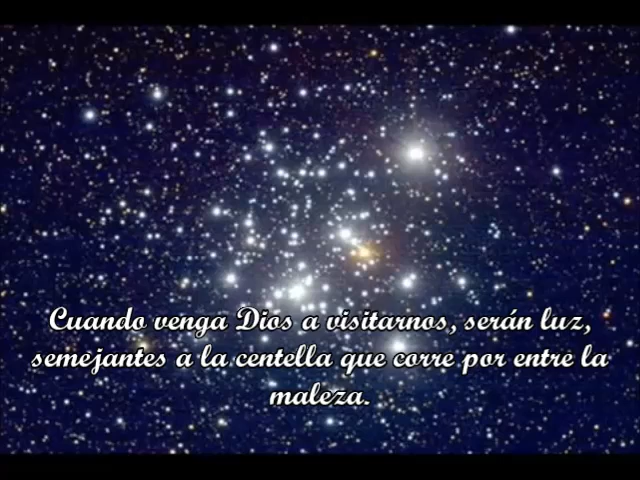 Cuando venga Dios a visitarnos, serán luz,
semejantes a la centella que corre por entre la
maleza.